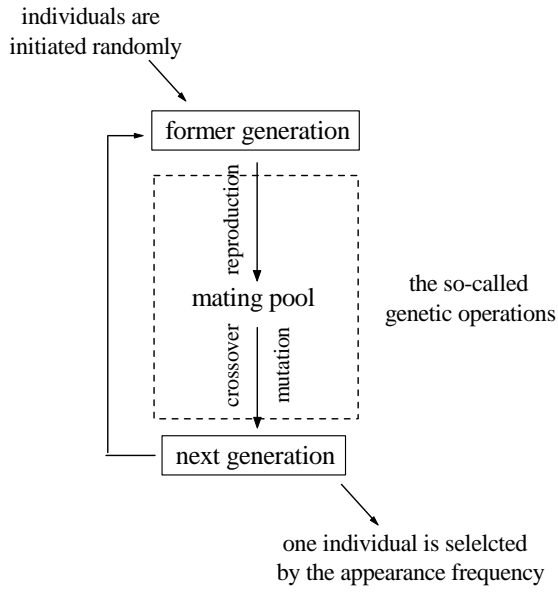 individuals are
initiated randomly
former generation
reproduction
mating pool
the so-called
genetic operations
crossover
mutation
next generation
one individual is selelcted
by the appearance frequency